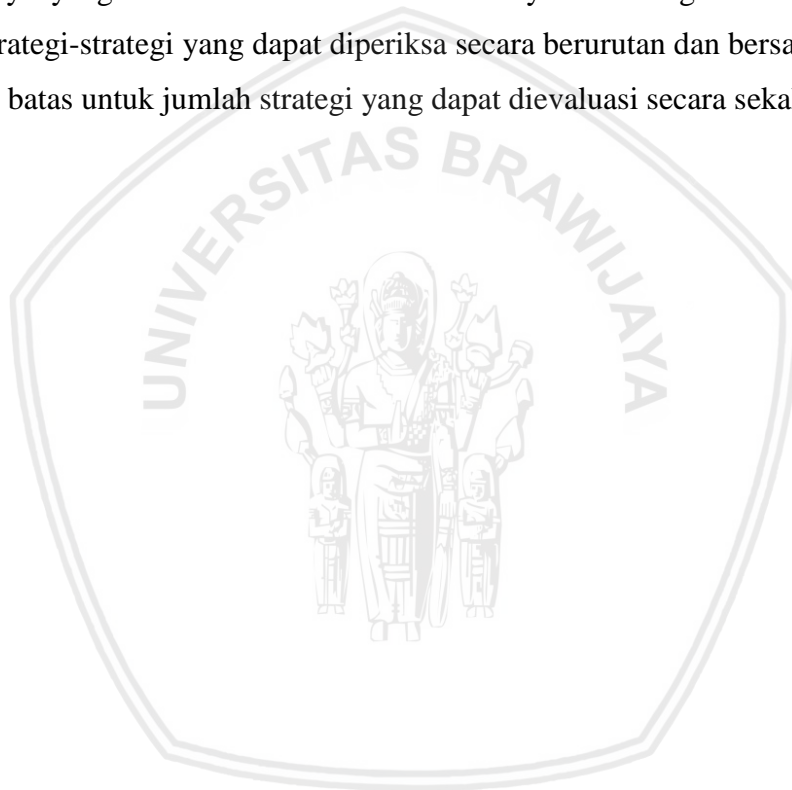 rategi-strategi yang dapat diperiksa secara berurutan dan bersa
batas untuk jumlah strategi yang dapat dievaluasi secara seka
UNIVERSITAS BRAWIJAYA